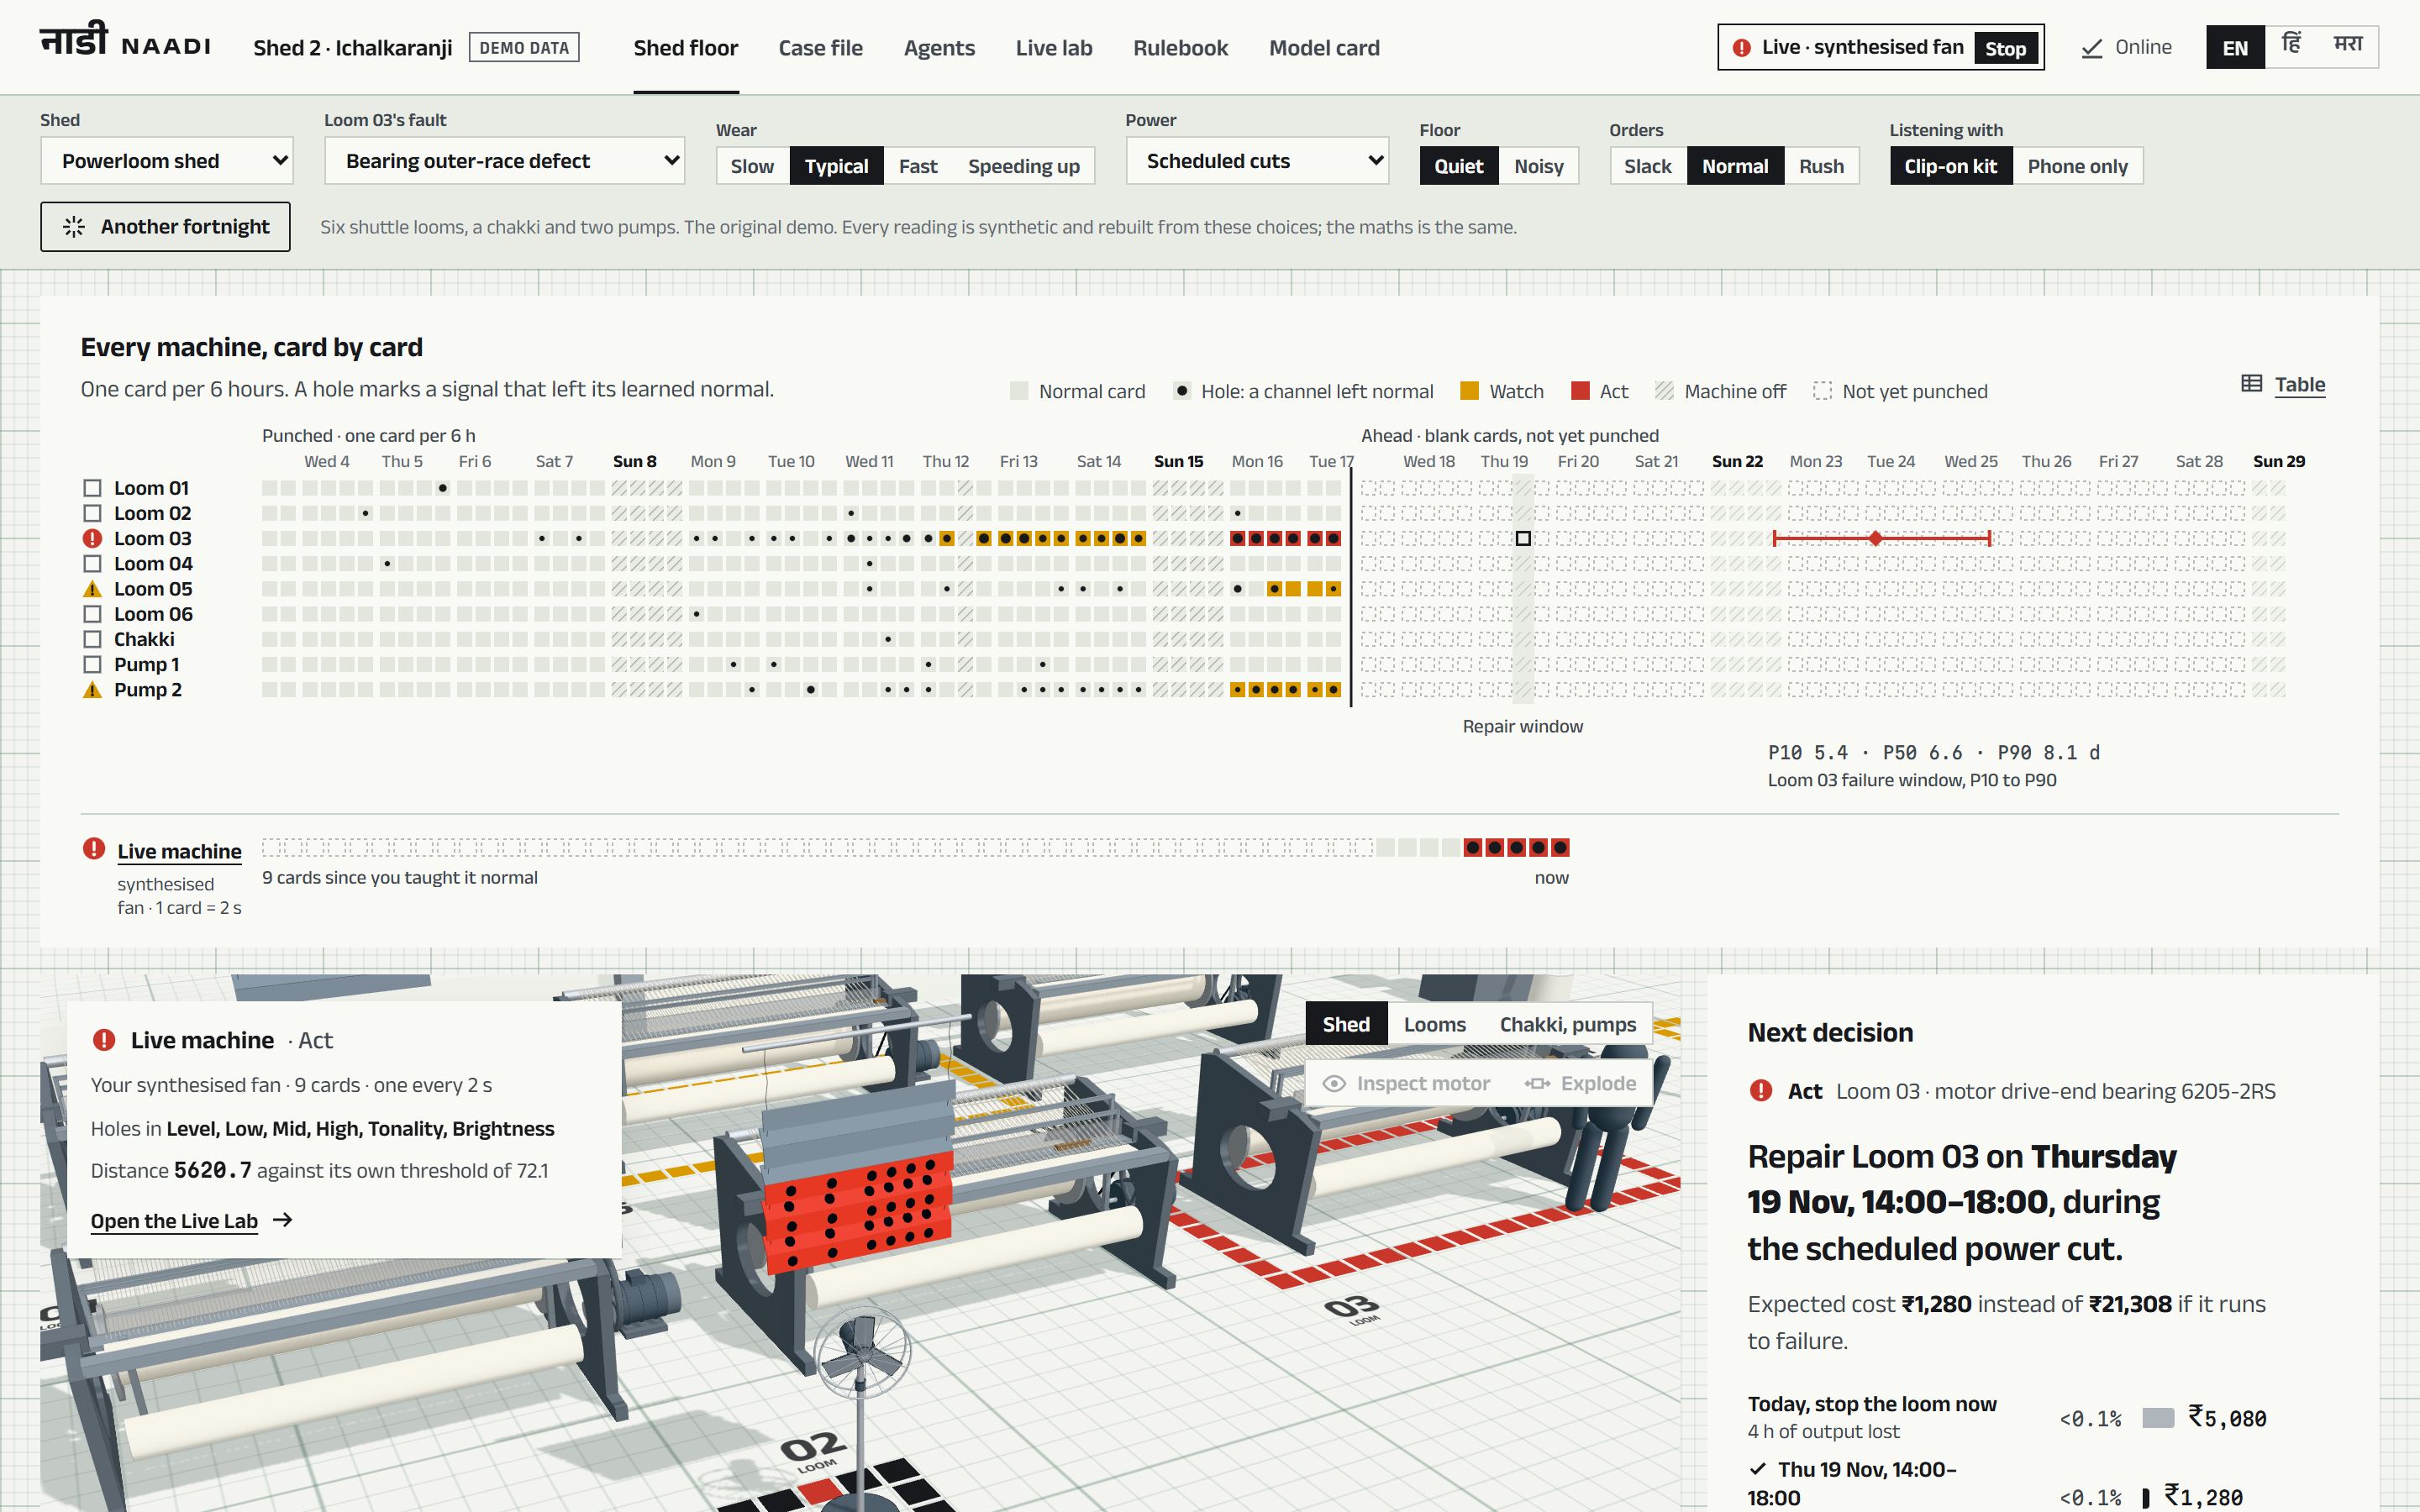 नाडी NAADI
Shed 2 · Ichalkaranji DEMO DATA
Shed floor Case file Agents Live lab Rulebook Model card
Live · synthesised fan Stop
Online
EN हिं मरा
Shed
Powerloom shed
Loom 03's fault
Bearing outer-race defect
Wear
Slow Typical Fast Speeding up
Power
Scheduled cuts
Floor
Quiet Noisy
Orders
Slack Normal Rush
Listening with
Clip-on kit Phone only
Another fortnight
Six shuttle looms, a chakki and two pumps. The original demo. Every reading is synthetic and rebuilt from these choices; the maths is the same.
Every machine, card by card
One card per 6 hours. A hole marks a signal that left its learned normal.
Normal card Hole: a channel left normal Watch Act Machine off Not yet punched
Table
Punched · one card per 6 h
Ahead · blank cards, not yet punched
Wed 4 Thu 5 Fri 6 Sat 7 Sun 8 Mon 9 Tue 10 Wed 11 Thu 12 Fri 13 Sat 14 Sun 15 Mon 16 Tue 17 Wed 18 Thu 19 Fri 20 Sat 21 Sun 22 Mon 23 Tue 24 Wed 25 Thu 26 Fri 27 Sat 28 Sun 29
Loom 01
Loom 02
Loom 03
Loom 04
Loom 05
Loom 06
Chakki
Pump 1
Pump 2
Repair window
P10 5.4 · P50 6.6 · P90 8.1 d
Loom 03 failure window, P10 to P90
Live machine
synthesised
fan · 1 card = 2 s
9 cards since you taught it normal
now
Live machine · Act
Your synthesised fan · 9 cards · one every 2 s
Holes in Level, Low, Mid, High, Tonality, Brightness
Distance 5620.7 against its own threshold of 72.1
Open the Live Lab →
Shed Looms Chakki, pumps
Inspect motor Explode
03
LOOM
02
LOOM
Next decision
Act Loom 03 · motor drive-end bearing 6205-2RS
Repair Loom 03 on Thursday
19 Nov, 14:00–18:00, during
the scheduled power cut.
Expected cost ₹1,280 instead of ₹21,308 if it runs
to failure.
Today, stop the loom now
4 h of output lost
<0.1% ₹5,080
Thu 19 Nov, 14:00–
18:00
<0.1% ₹1,280